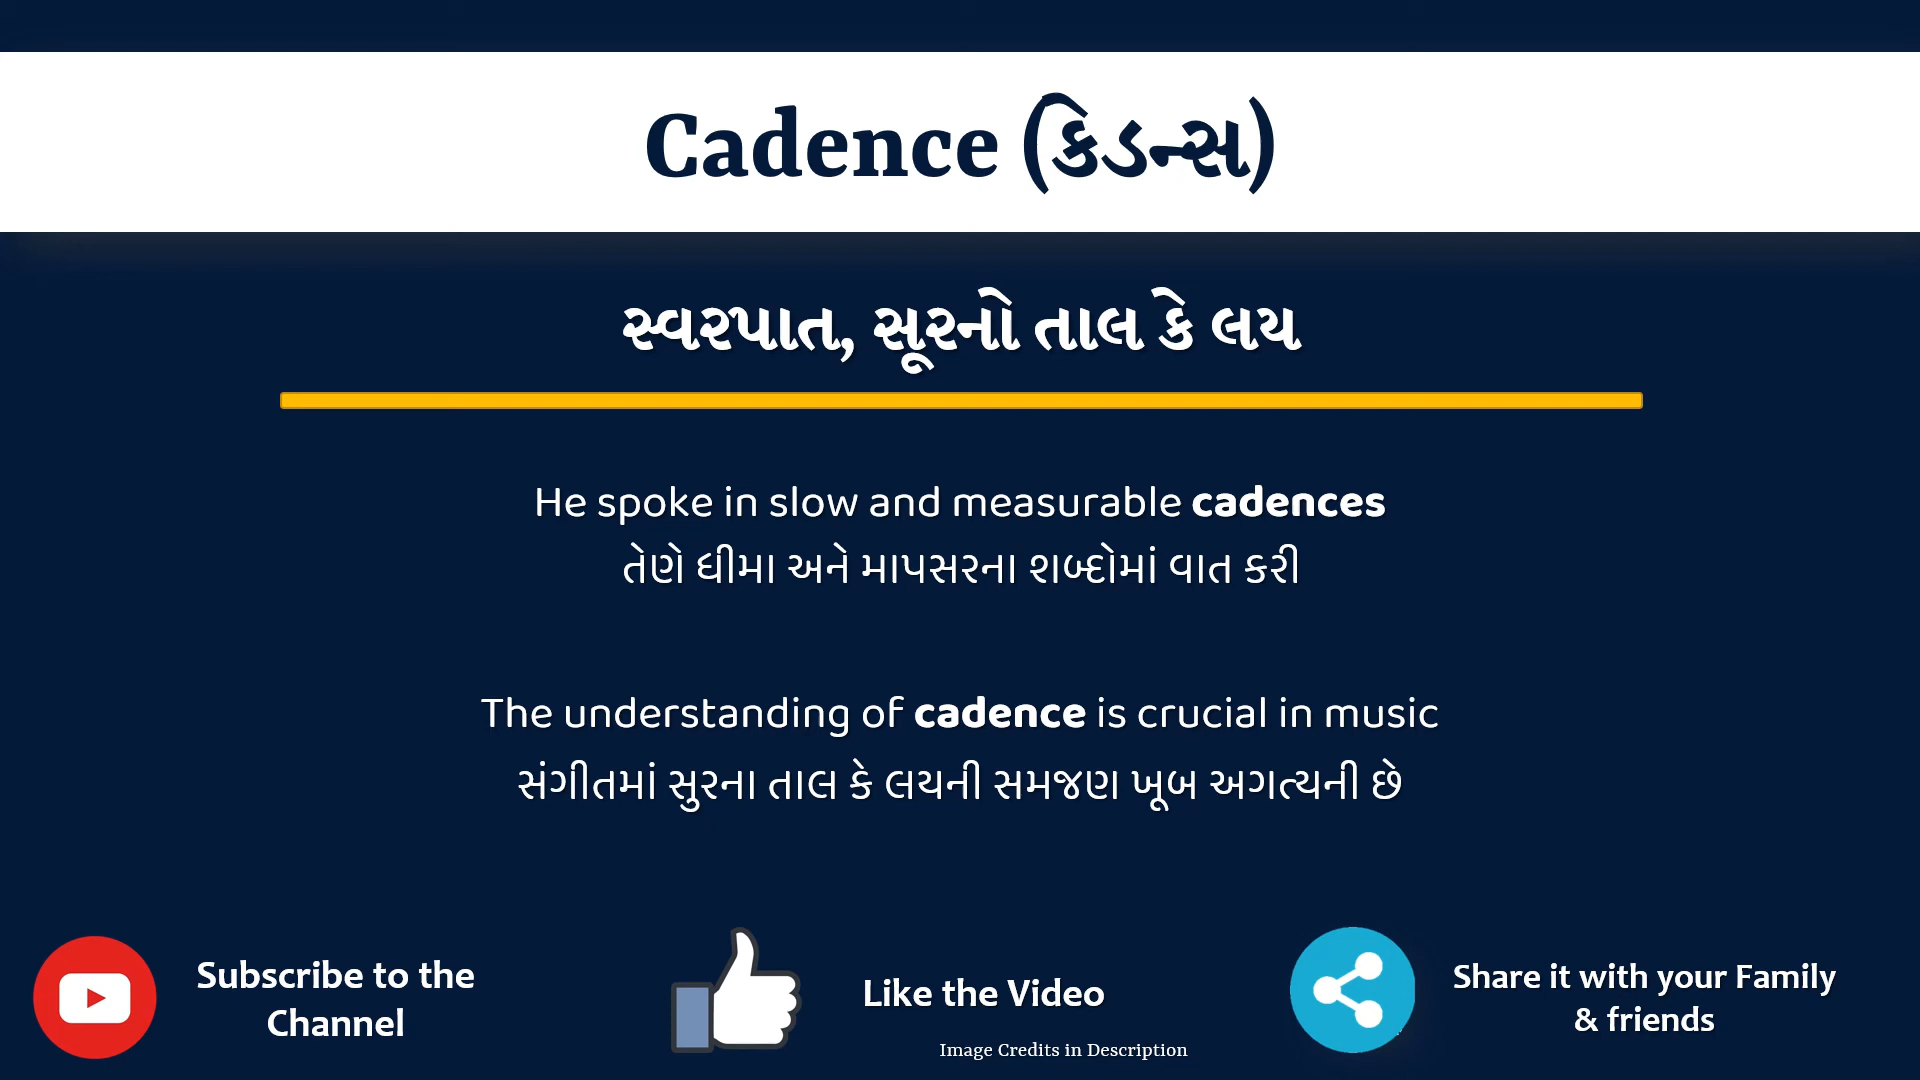 Cadence (કેડન્સ)
સ્વરપાત, સૂરનો તાલ કે લય
He spoke in slow and measurable cadences
તેણે ધીમા અને માપસરના શબ્દોમાં વાત કરી
The understanding of cadence is crucial in music
સંગીતમાં સુરના તાલ કે લયની સમજણ ખૂબ અગત્યની છે
Subscribe to the
Channel
Like the Video
Share it with your Family
& friends
Image Credits in Description